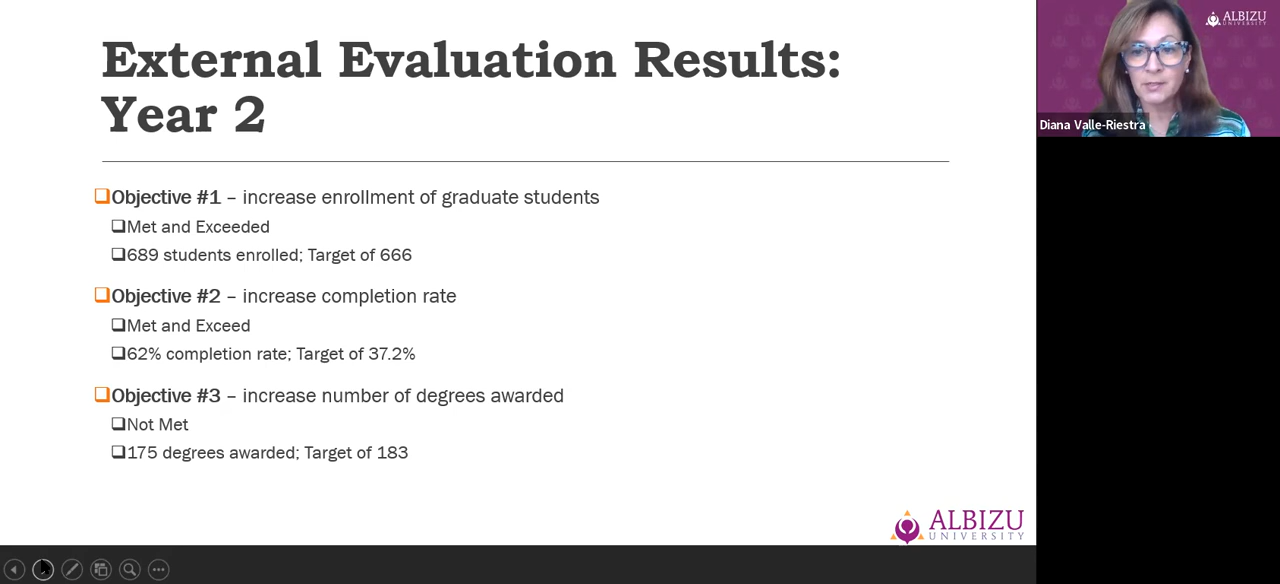 External Evaluation Results:
Year 2
Objective #1 – increase enrollment of graduate students
Met and Exceeded
689 students enrolled; Target of 666
Objective #2 – increase completion rate
Met and Exceed
62% completion rate; Target of 37.2%
Objective #3 – increase number of degrees awarded
Not Met
175 degrees awarded; Target of 183
ALBIZU
UNIVERSITY
ALBIZU
UNIVERSITY
Diana Valle-Riestra